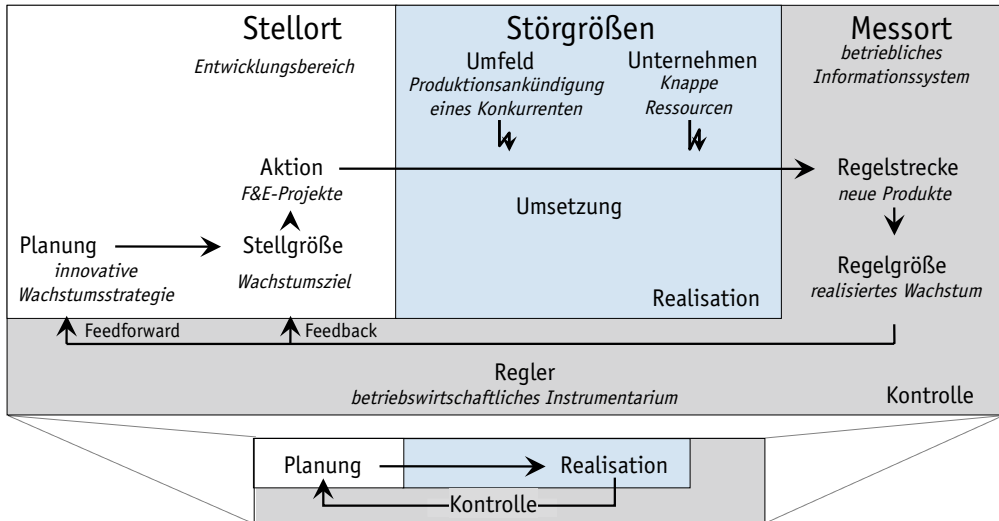 Stellort
Entwicklungsbereich
Störgrößen
Umfeld
Produktionsankündigung
eines Konkurrenten
Unternehmen
Knappe
Ressourcen
Messort
betriebliches
Informationssystem
Aktion
F&E-Projekte
Umsetzung
Regelstrecke
neue Produkte
Planung
innovative
Wachstumsstrategie
Stellgröße
Wachstumsziel
Regelgröße
realisiertes Wachstum
Realisation
Feedforward
Feedback
Regler
betriebswirtschaftliches Instrumentarium
Kontrolle
Planung
Realisation
Kontrolle